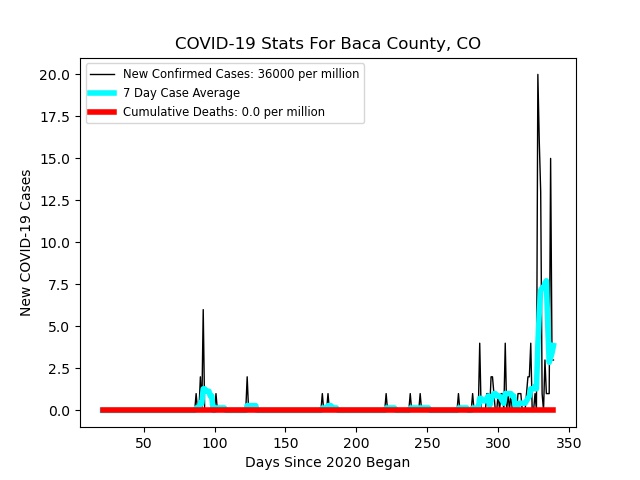 COVID-19 Stats For Baca County, CO
New Confirmed Cases: 36000 per million
7 Day Case Average
Cumulative Deaths: 0.0 per million
New COVID-19 Cases
20.0
17.5
15.0
12.5
10.0
7.5
5.0
2.5
0.0
50 100 150 200 250 300 350
Days Since 2020 Began